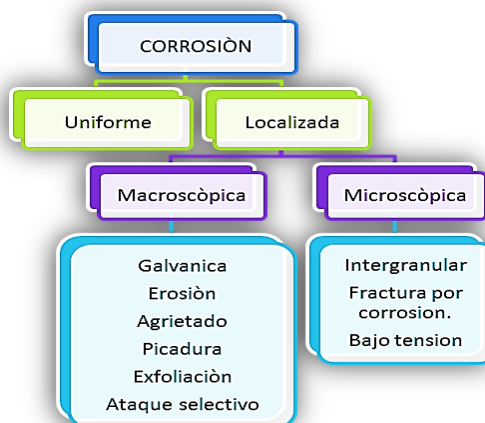 CORROSIÒN
Uniforme
Localizada
Macroscòpica
Microscòpica
Galvanica
Erosiòn
Agrietado
Picadura
Exfoliaciòn
Ataque selectivo
Intergranular
Fractura por
corrosion.
Bajo tension